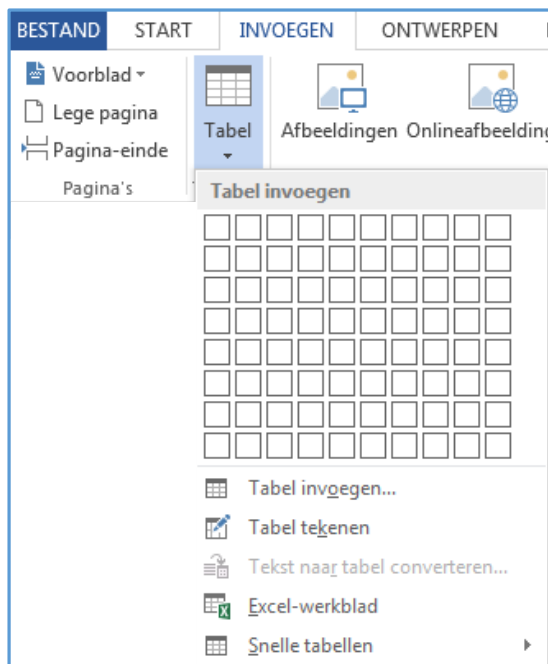 BESTAND START INVOEGEN ONTWERPEN
Voorblad
Lege pagina
Pagina-einde
Pagina's
Tabel
Afbeeldingen Onlineafbeelding
Tabel invoegen
Tabel invoegen...
Tabel tekenen
Tekst naar tabel converteren...
Excel-werkblad
Snelle tabellen